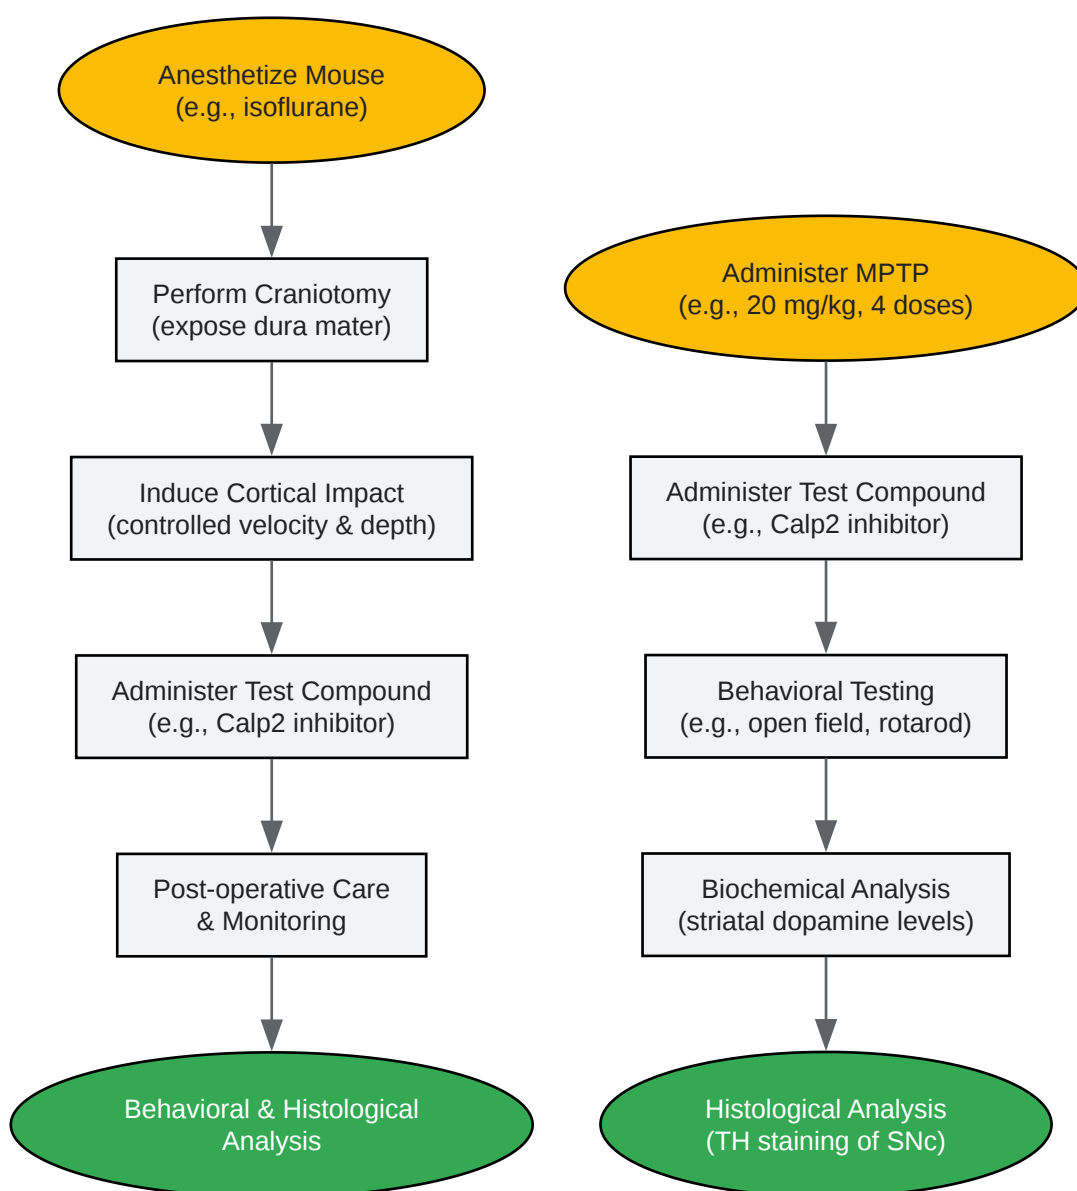 Anesthetize Mouse
(e.g., isoflurane)
Perform Craniotomy
(expose dura mater)
Induce Cortical Impact
(controlled velocity & depth)
Administer Test Compound
(e.g., Calp2 inhibitor)
Post-operative Care
& Monitoring
Behavioral & Histological
Analysis
Administer MPTP
(e.g., 20 mg/kg, 4 doses)
Administer Test Compound
(e.g., Calp2 inhibitor)
Behavioral Testing
(e.g., open field, rotarod)
Biochemical Analysis
(striatal dopamine levels)
Histological Analysis
(TH staining of SNc)